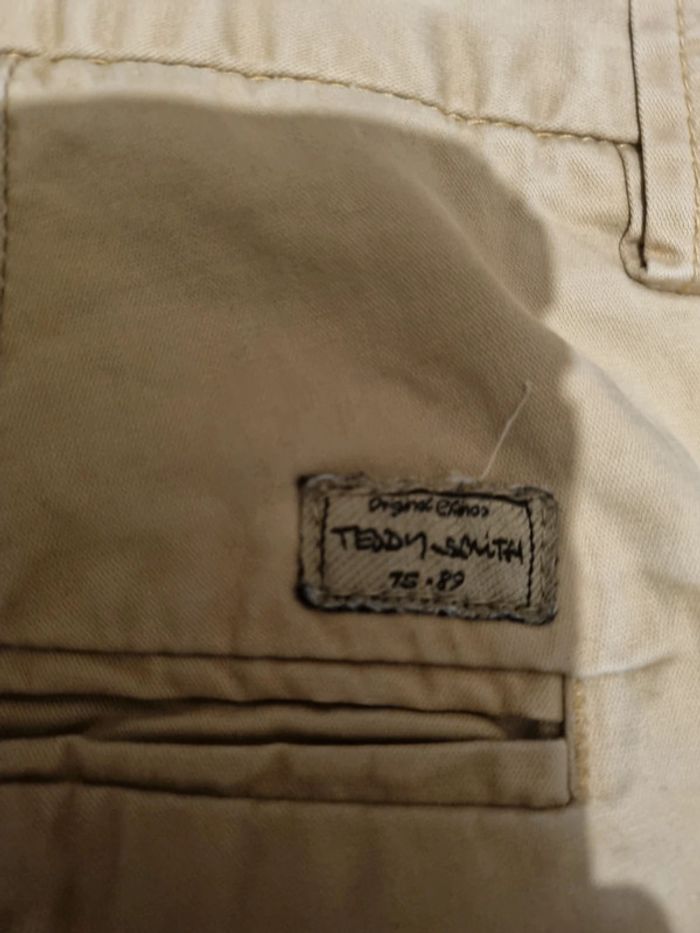 Original Chinos
TEDDY SMITH
75.89